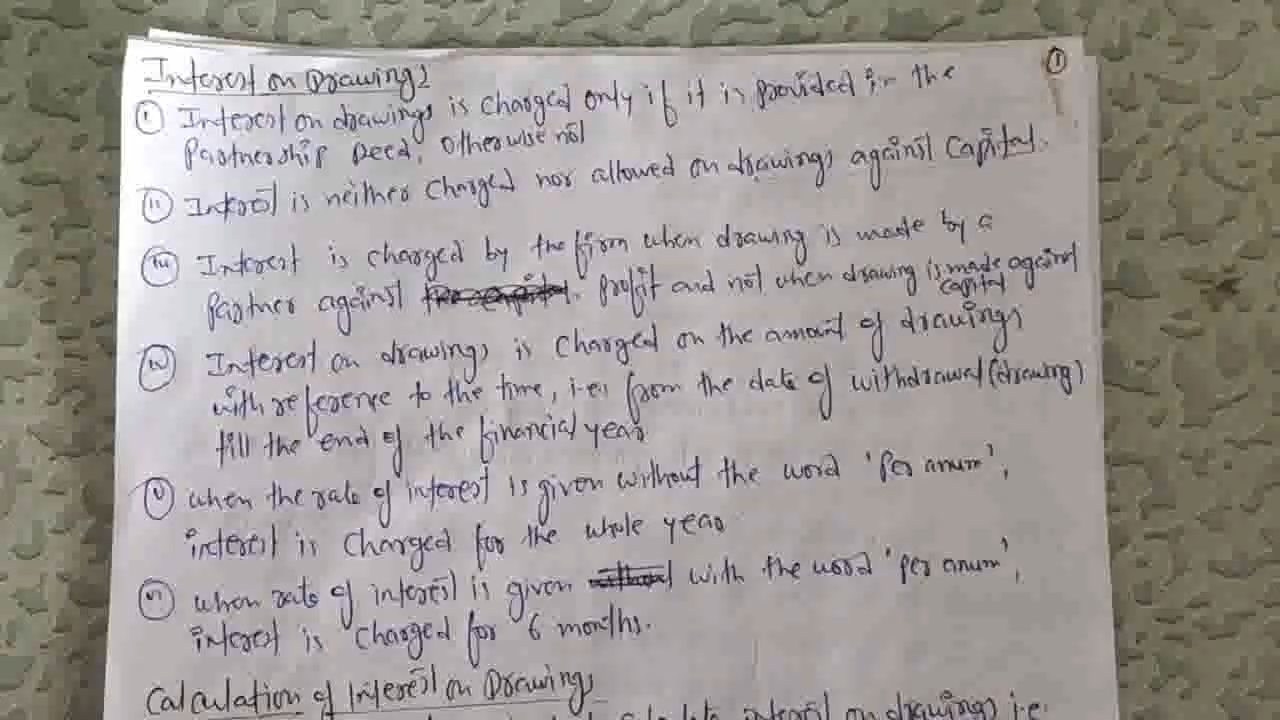 Interest on Drawings
①
(i) Interest on drawings is charged only if it is provided in the
Partnership Deed, otherwise not
(ii) Interest is neither charged nor allowed on drawings against Capital.
(iii) Interest is charged by the firm when drawing is made by a
Partner against profit and not when drawing is made against
capital
(iv) Interest on drawings is charged on the amount of drawings
with reference to the time, i.e. from the date of withdrawal (drawing)
till the end of the financial year
(v) when the rate of interest is given without the word 'Per anum',
interest is charged for the whole year
(vi) when rate of interest is given with the word 'per anum',
interest is charged for 6 months.
Calculation of Interest on Drawings
interest on drawings i.e.